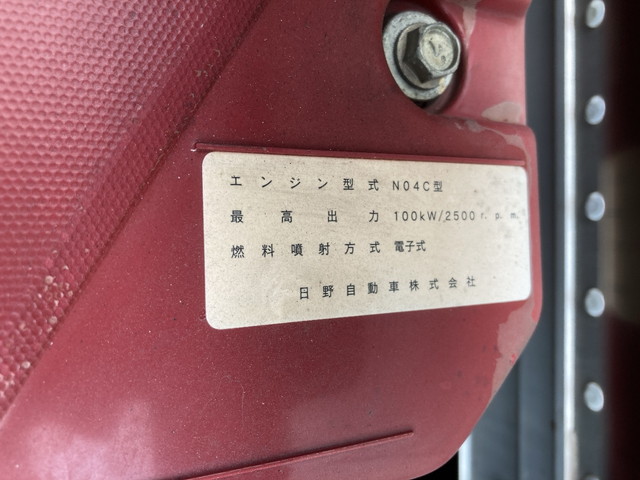 エンジン型式 N04C型
最高出力 100kW/2500 r.p.m.
燃料噴射方式 電子式
日野自動車株式会社